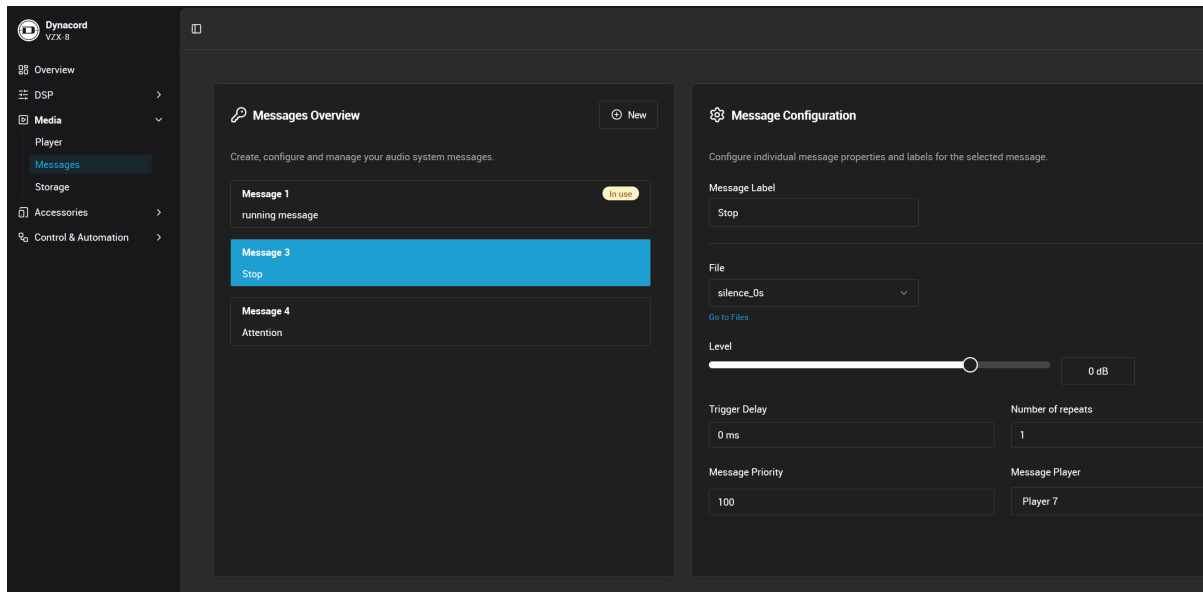 Dynacord
VZX-8
Overview
DSP
Media
Player
Messages
Storage
Accessories
Control & Automation
Messages Overview
New
Create, configure and manage your audio system messages.
Message 1
In use
running message
Message 3
Stop
Message 4
Attention
Message Configuration
Configure individual message properties and labels for the selected message.
Message Label
Stop
File
silence_0s
Go to Files
Level
0 dB
Trigger Delay
Number of repeats
0 ms
1
Message Priority
Message Player
100
Player 7